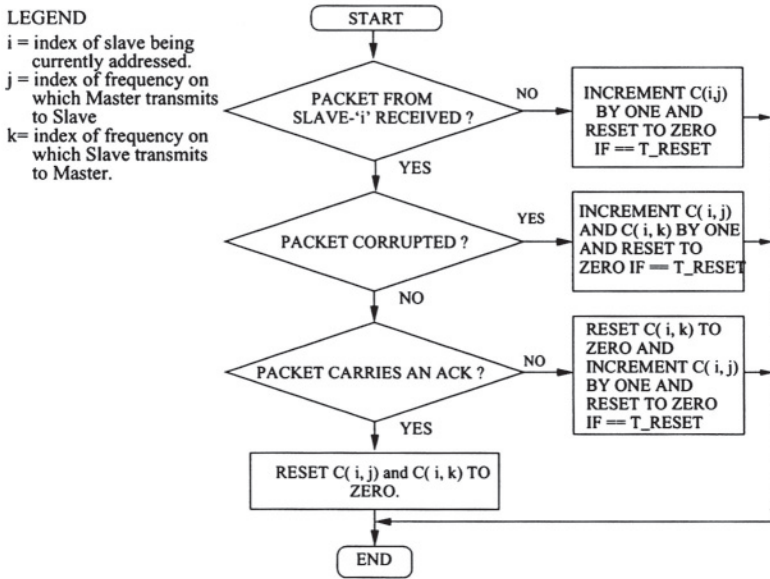 LEGEND
i = index of slave being
currently addressed.
j = index of frequency on
which Master transmits
to Slave
k= index of frequency on
which Slave transmits
to Master.
START
PACKET FROM
SLAVE-‘i’ RECEIVED ?
NO
INCREMENT C(i,j)
BY ONE AND
RESET TO ZERO
IF == T_RESET
YES
PACKET CORRUPTED ?
YES
INCREMENT C( i, j)
AND C( i, k) BY ONE
AND RESET TO
ZERO IF == T_RESET
NO
PACKET CARRIES AN ACK ?
NO
RESET C( i, k) TO
ZERO AND
INCREMENT C( i, j)
BY ONE AND
RESET TO ZERO
IF == T_RESET
YES
RESET C( i, j) and C( i, k) TO
ZERO.
END